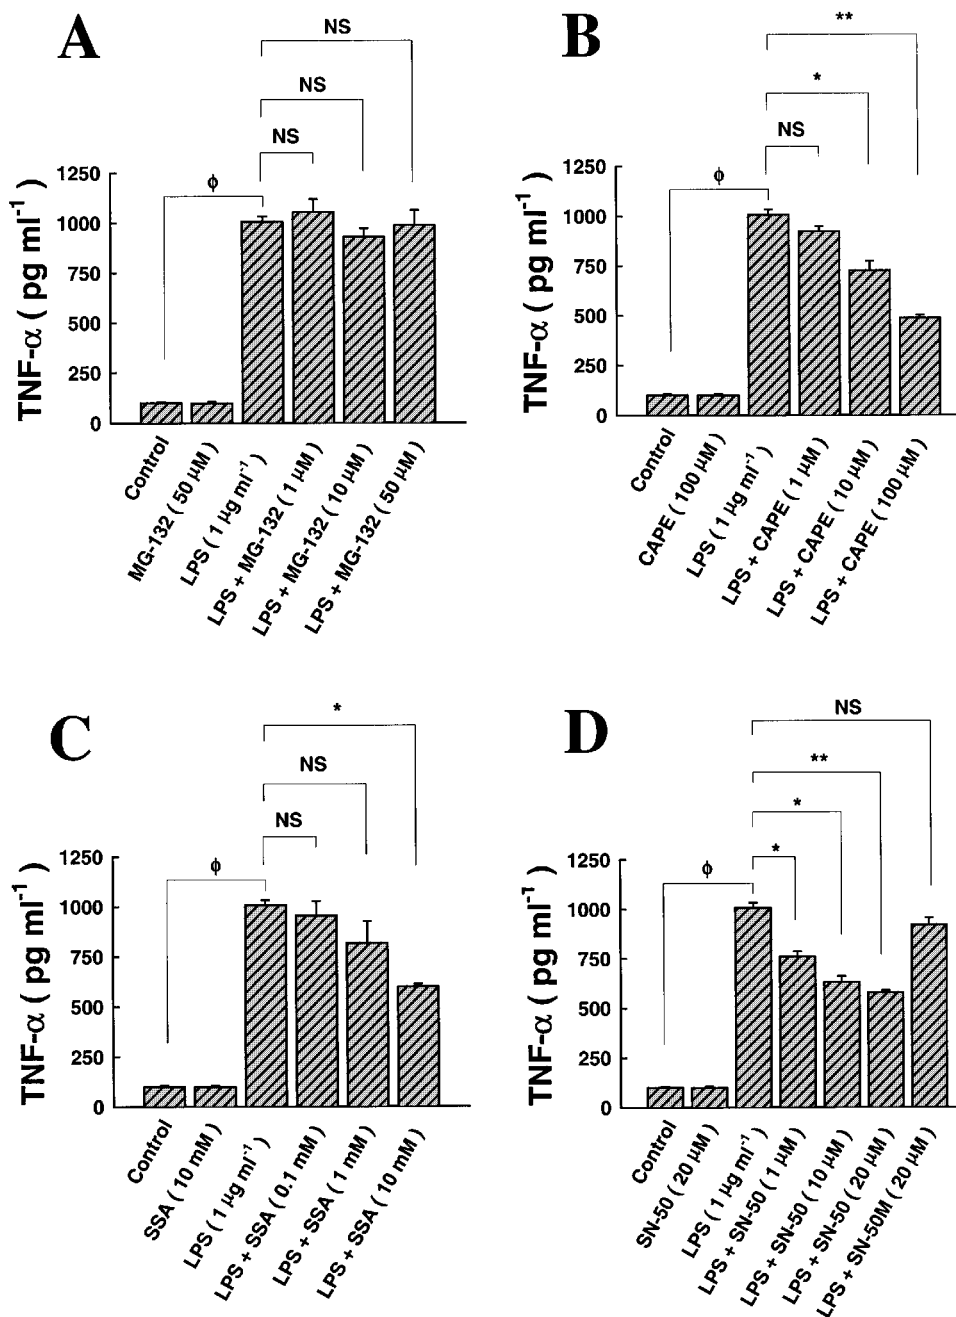 A
NS
NS
NS
ϕ
TNF-α ( pg ml⁻¹ )
1250
1000
750
500
250
0
Control
MG-132 ( 50 μM )
LPS ( 1 μg ml⁻¹ )
LPS + MG-132 ( 1 μM )
LPS + MG-132 ( 10 μM )
LPS + MG-132 ( 50 μM )
B
**
*
NS
ϕ
TNF-α ( pg ml⁻¹ )
1250
1000
750
500
250
0
Control
CAPE ( 100 μM )
LPS ( 1 μg ml⁻¹ )
LPS + CAPE ( 1 μM )
LPS + CAPE ( 10 μM )
LPS + CAPE ( 100 μM )
C
*
NS
NS
ϕ
TNF-α ( pg ml⁻¹ )
1250
1000
750
500
250
0
Control
SSA ( 10 mM )
LPS ( 1 μg ml⁻¹ )
LPS + SSA ( 0.1 mM )
LPS + SSA ( 1 mM )
LPS + SSA ( 10 mM )
D
NS
**
*
*
ϕ
TNF-α ( pg ml⁻¹ )
1250
1000
750
500
250
0
Control
SN-50 ( 20 μM )
LPS ( 1 μg ml⁻¹ )
LPS + SN-50 ( 1 μM )
LPS + SN-50 ( 10 μM )
LPS + SN-50 ( 20 μM )
LPS + SN-50M ( 20 μM )